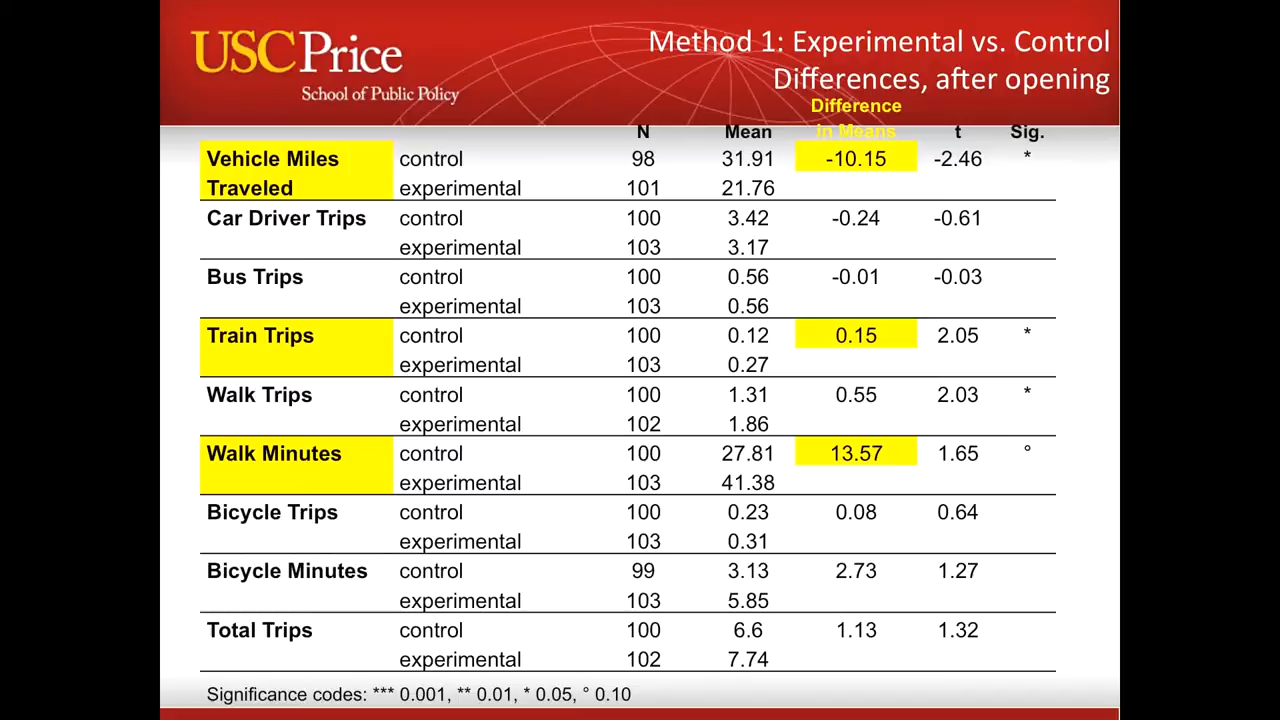 USCPrice
School of Public Policy
Method 1: Experimental vs. Control
Differences, after opening
Difference
N Mean in Means t Sig.
Vehicle Miles control 98 31.91 -10.15 -2.46 *
Traveled experimental 101 21.76
Car Driver Trips control 100 3.42 -0.24 -0.61
experimental 103 3.17
Bus Trips control 100 0.56 -0.01 -0.03
experimental 103 0.56
Train Trips control 100 0.12 0.15 2.05 *
experimental 103 0.27
Walk Trips control 100 1.31 0.55 2.03 *
experimental 102 1.86
Walk Minutes control 100 27.81 13.57 1.65 °
experimental 103 41.38
Bicycle Trips control 100 0.23 0.08 0.64
experimental 103 0.31
Bicycle Minutes control 99 3.13 2.73 1.27
experimental 103 5.85
Total Trips control 100 6.6 1.13 1.32
experimental 102 7.74
Significance codes: *** 0.001, ** 0.01, * 0.05, ° 0.10